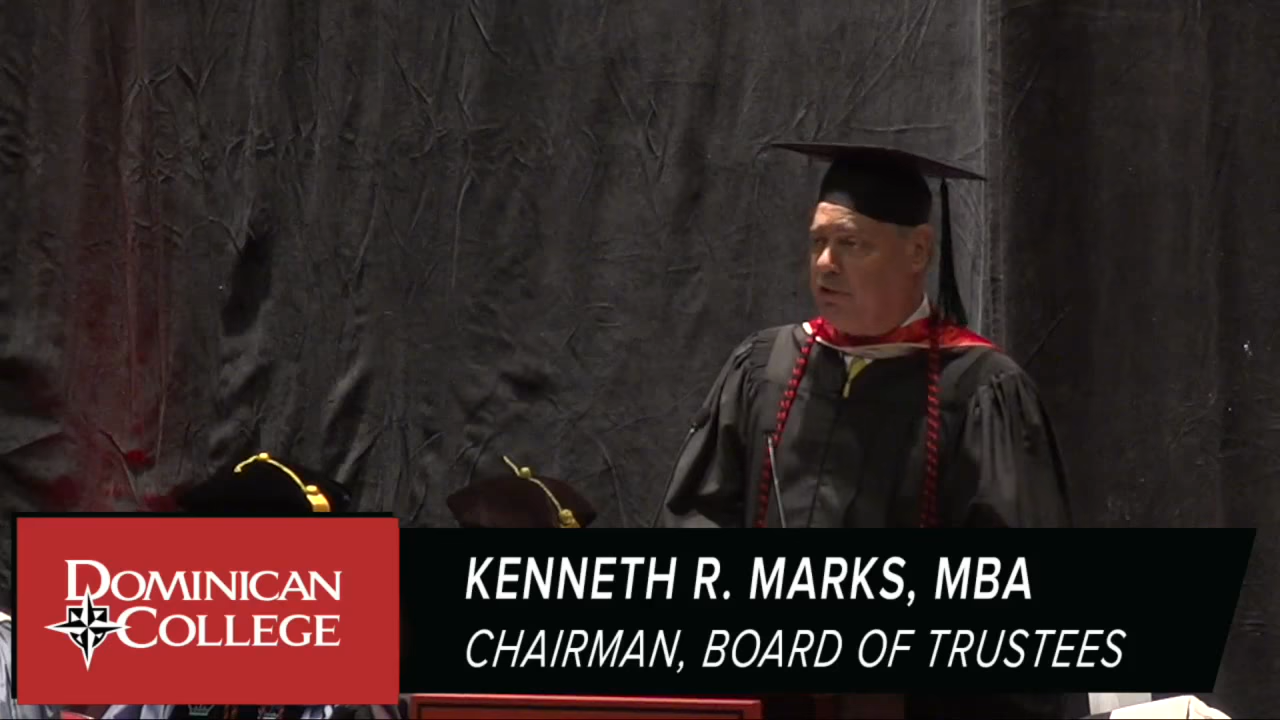 DOMINICAN
COLLEGE
KENNETH R. MARKS, MBA
CHAIRMAN, BOARD OF TRUSTEES